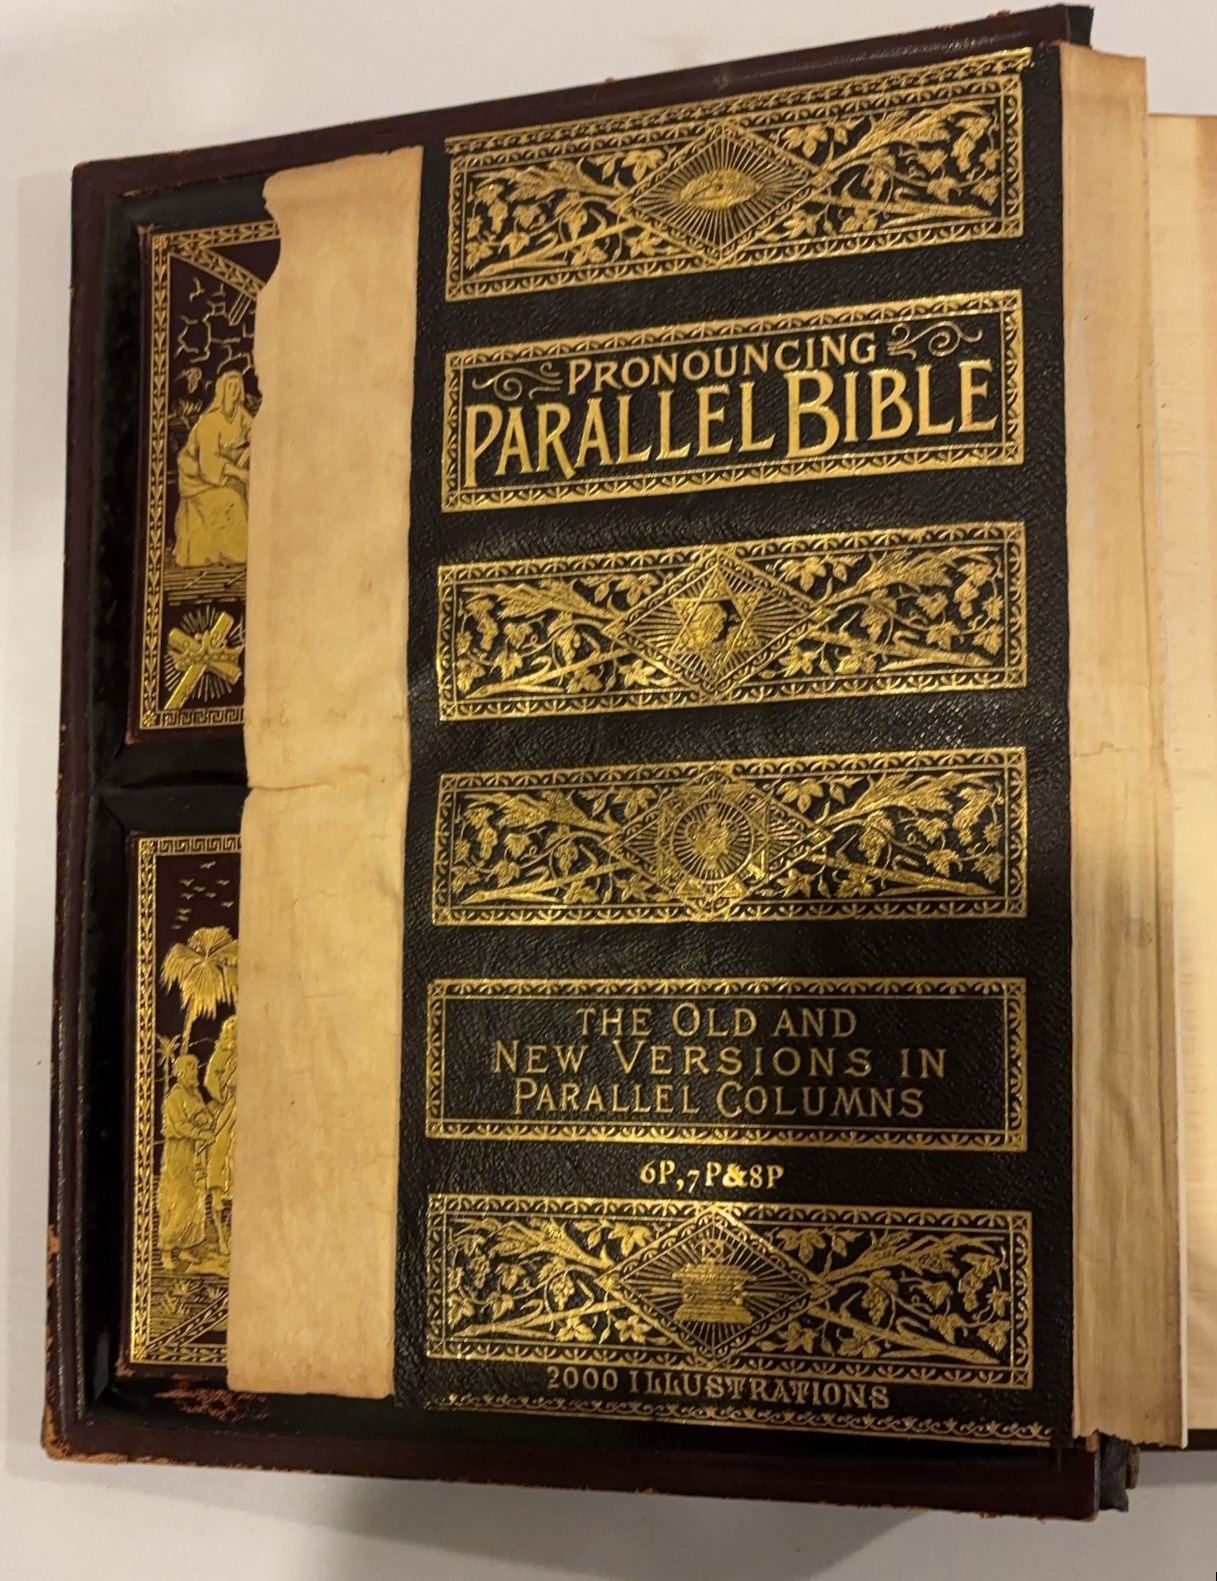 PRONOUNCING
PARALLEL BIBLE
THE OLD AND
NEW VERSIONS IN
PARALLEL COLUMNS
6P,7P&8P
2000 ILLUSTRATIONS